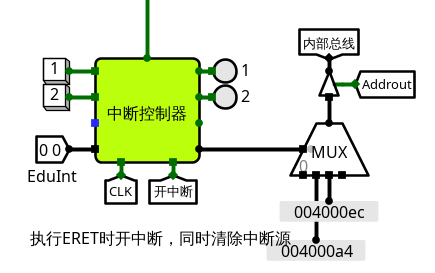 内部总线
1
1
Addrout
2
2
中断控制器
0 0
MUX
0
EduInt
CLK
开中断
004000ec
执行ERET时开中断，同时清除中断源
004000a4